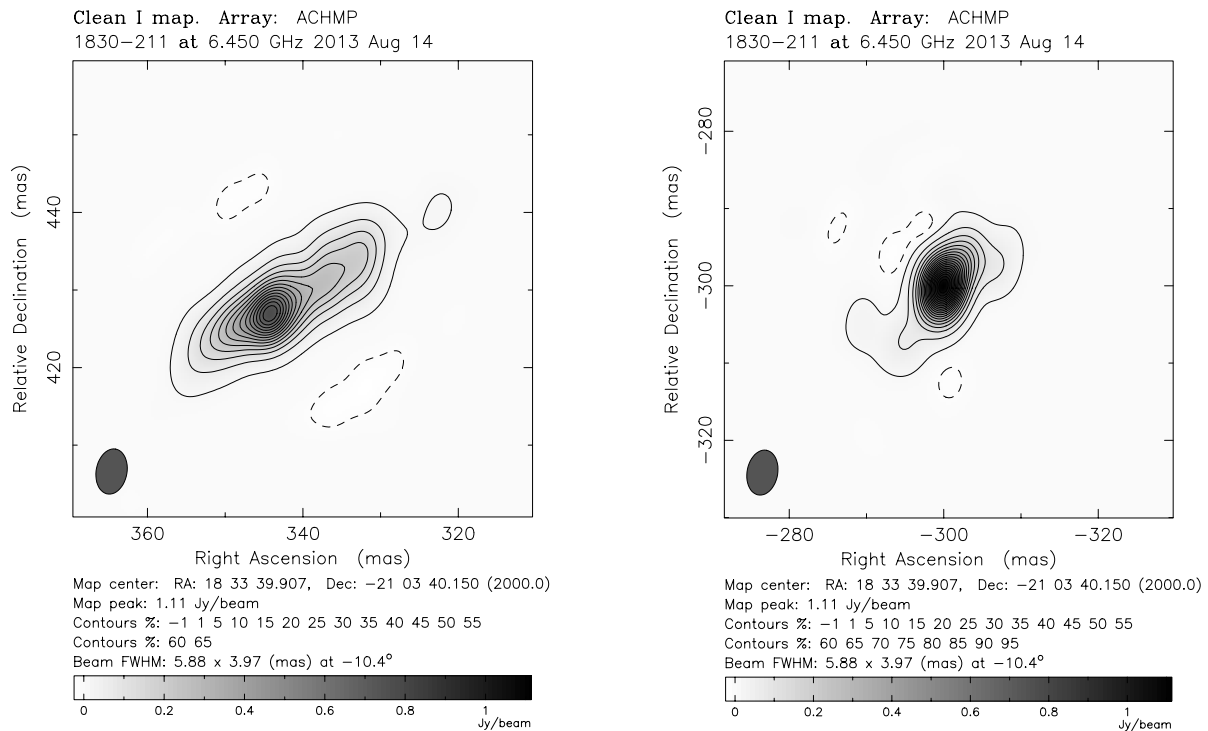 Clean I map. Array: ACHMP
1830−211 at 6.450 GHz 2013 Aug 14
Relative Declination (mas)
440
420
360
340
320
Right Ascension (mas)
Map center: RA: 18 33 39.907, Dec: −21 03 40.150 (2000.0)
Map peak: 1.11 Jy/beam
Contours %: −1 1 5 10 15 20 25 30 35 40 45 50 55
Contours %: 60 65
Beam FWHM: 5.88 x 3.97 (mas) at −10.4°
0 0.2 0.4 0.6 0.8 1
Jy/beam
Clean I map. Array: ACHMP
1830−211 at 6.450 GHz 2013 Aug 14
Relative Declination (mas)
−280
−300
−320
−280
−300
−320
Right Ascension (mas)
Map center: RA: 18 33 39.907, Dec: −21 03 40.150 (2000.0)
Map peak: 1.11 Jy/beam
Contours %: −1 1 5 10 15 20 25 30 35 40 45 50 55
Contours %: 60 65 70 75 80 85 90 95
Beam FWHM: 5.88 x 3.97 (mas) at −10.4°
0 0.2 0.4 0.6 0.8 1
Jy/beam